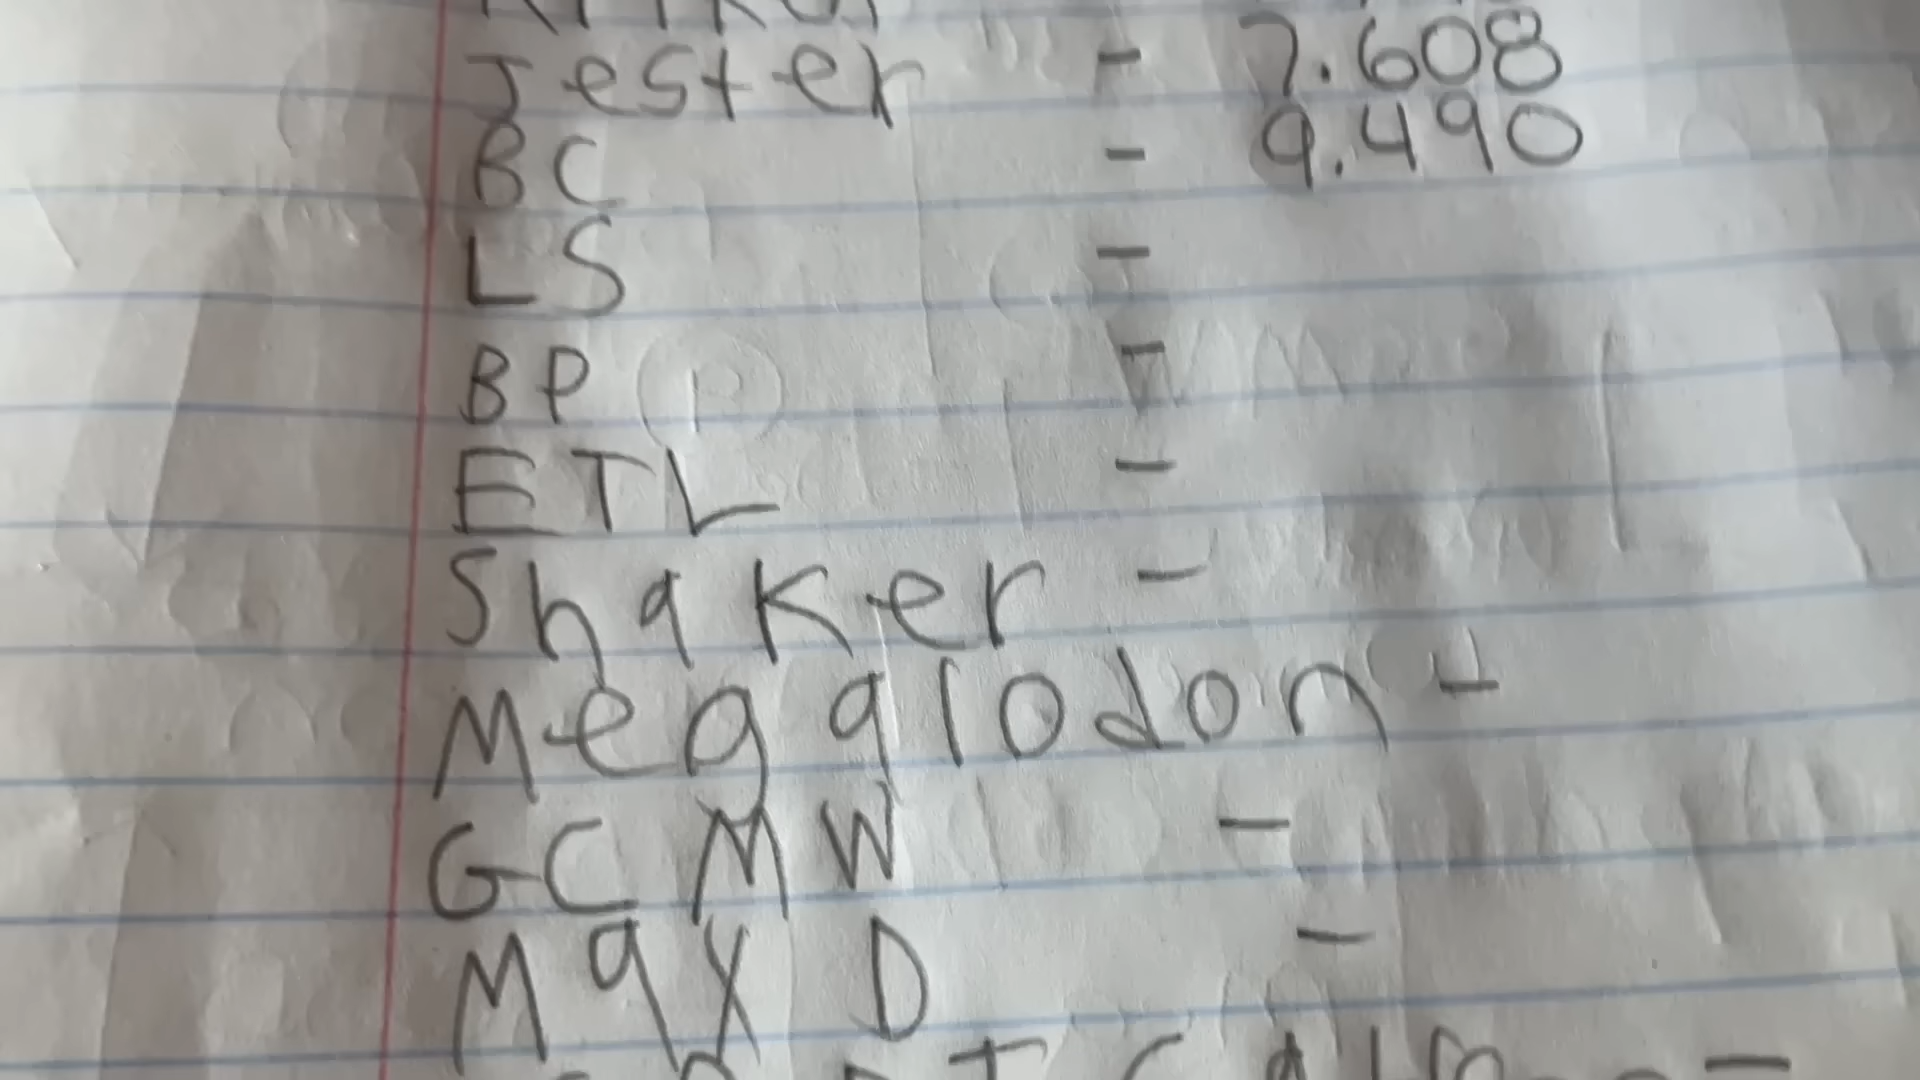 Jester - 7.608
BC - 9.490
LS -
BP -
ETL -
Shaker -
Megalodon -
GCMW -
Max D -